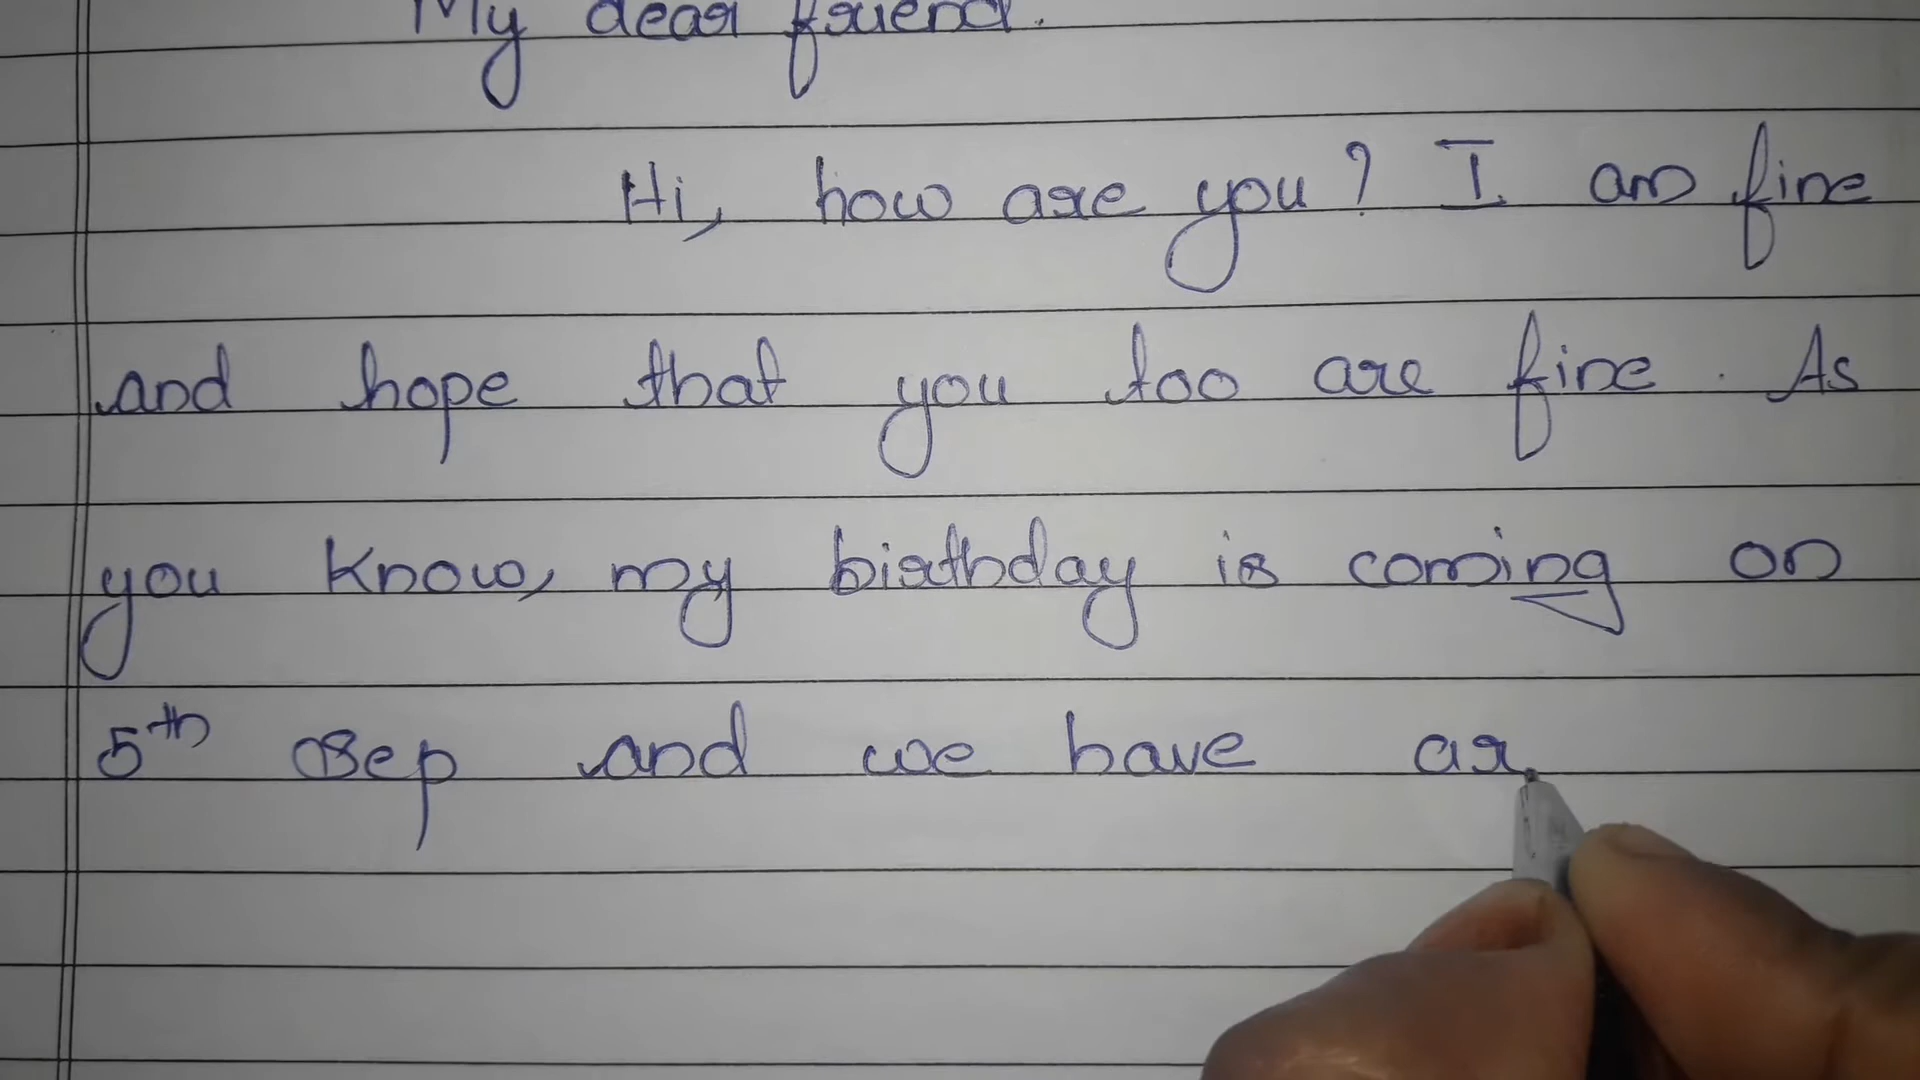 My dear friend.
Hi, how are you? I am fine
and hope that you too are fine. As
you know, my birthday is coming on
5th Sep and we have ar